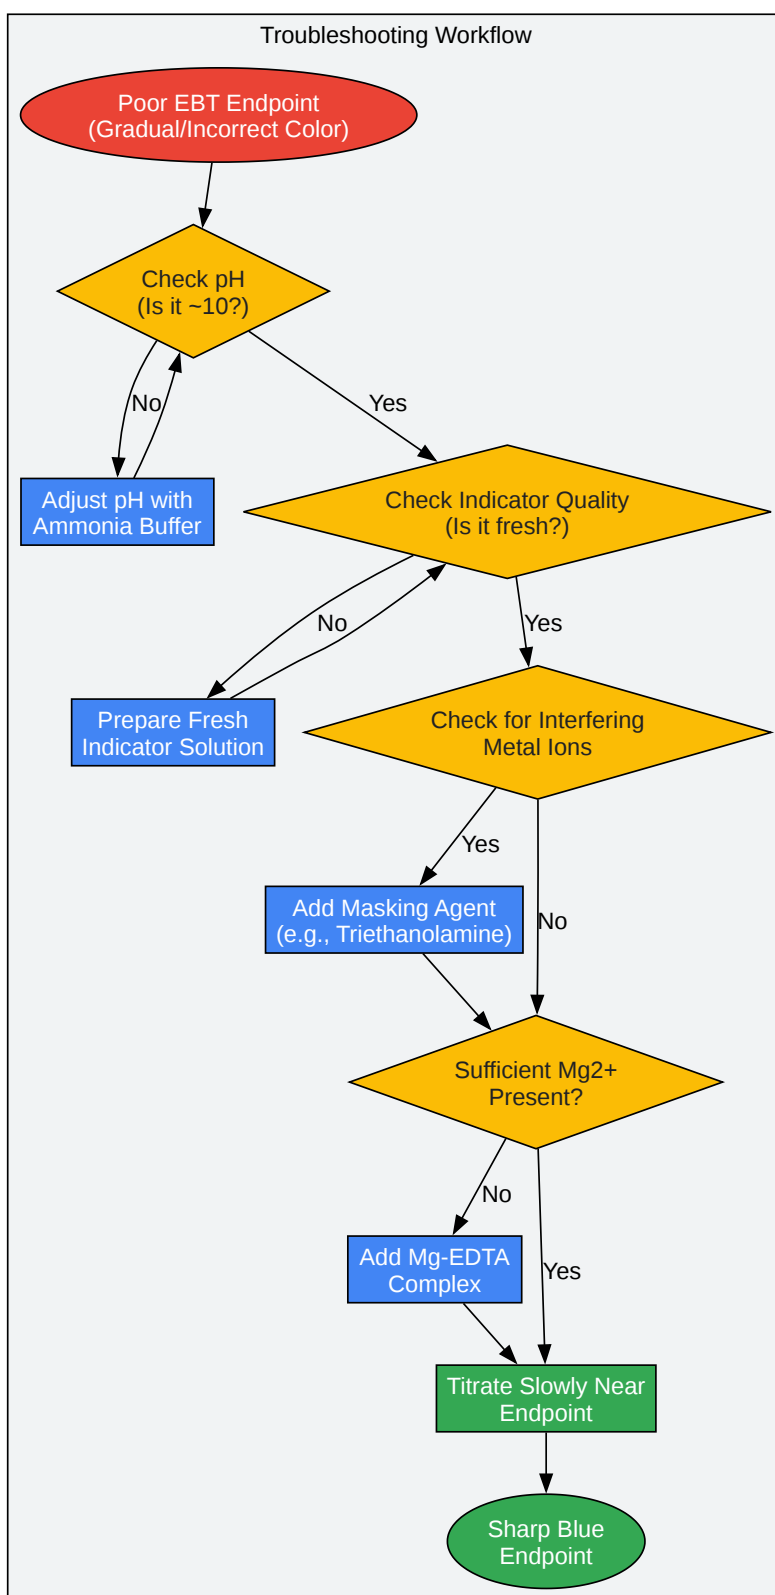 Troubleshooting Workflow
Poor EBT Endpoint
(Gradual/Incorrect Color)
Check pH
(Is it ~10?)
No
Yes
Adjust pH with
Ammonia Buffer
Check Indicator Quality
(Is it fresh?)
No
Yes
Prepare Fresh
Indicator Solution
Check for Interfering
Metal Ions
Yes
Add Masking Agent
(e.g., Triethanolamine)
No
Sufficient Mg2+
Present?
No
Add Mg-EDTA
Complex
Yes
Titrate Slowly Near
Endpoint
Sharp Blue
Endpoint